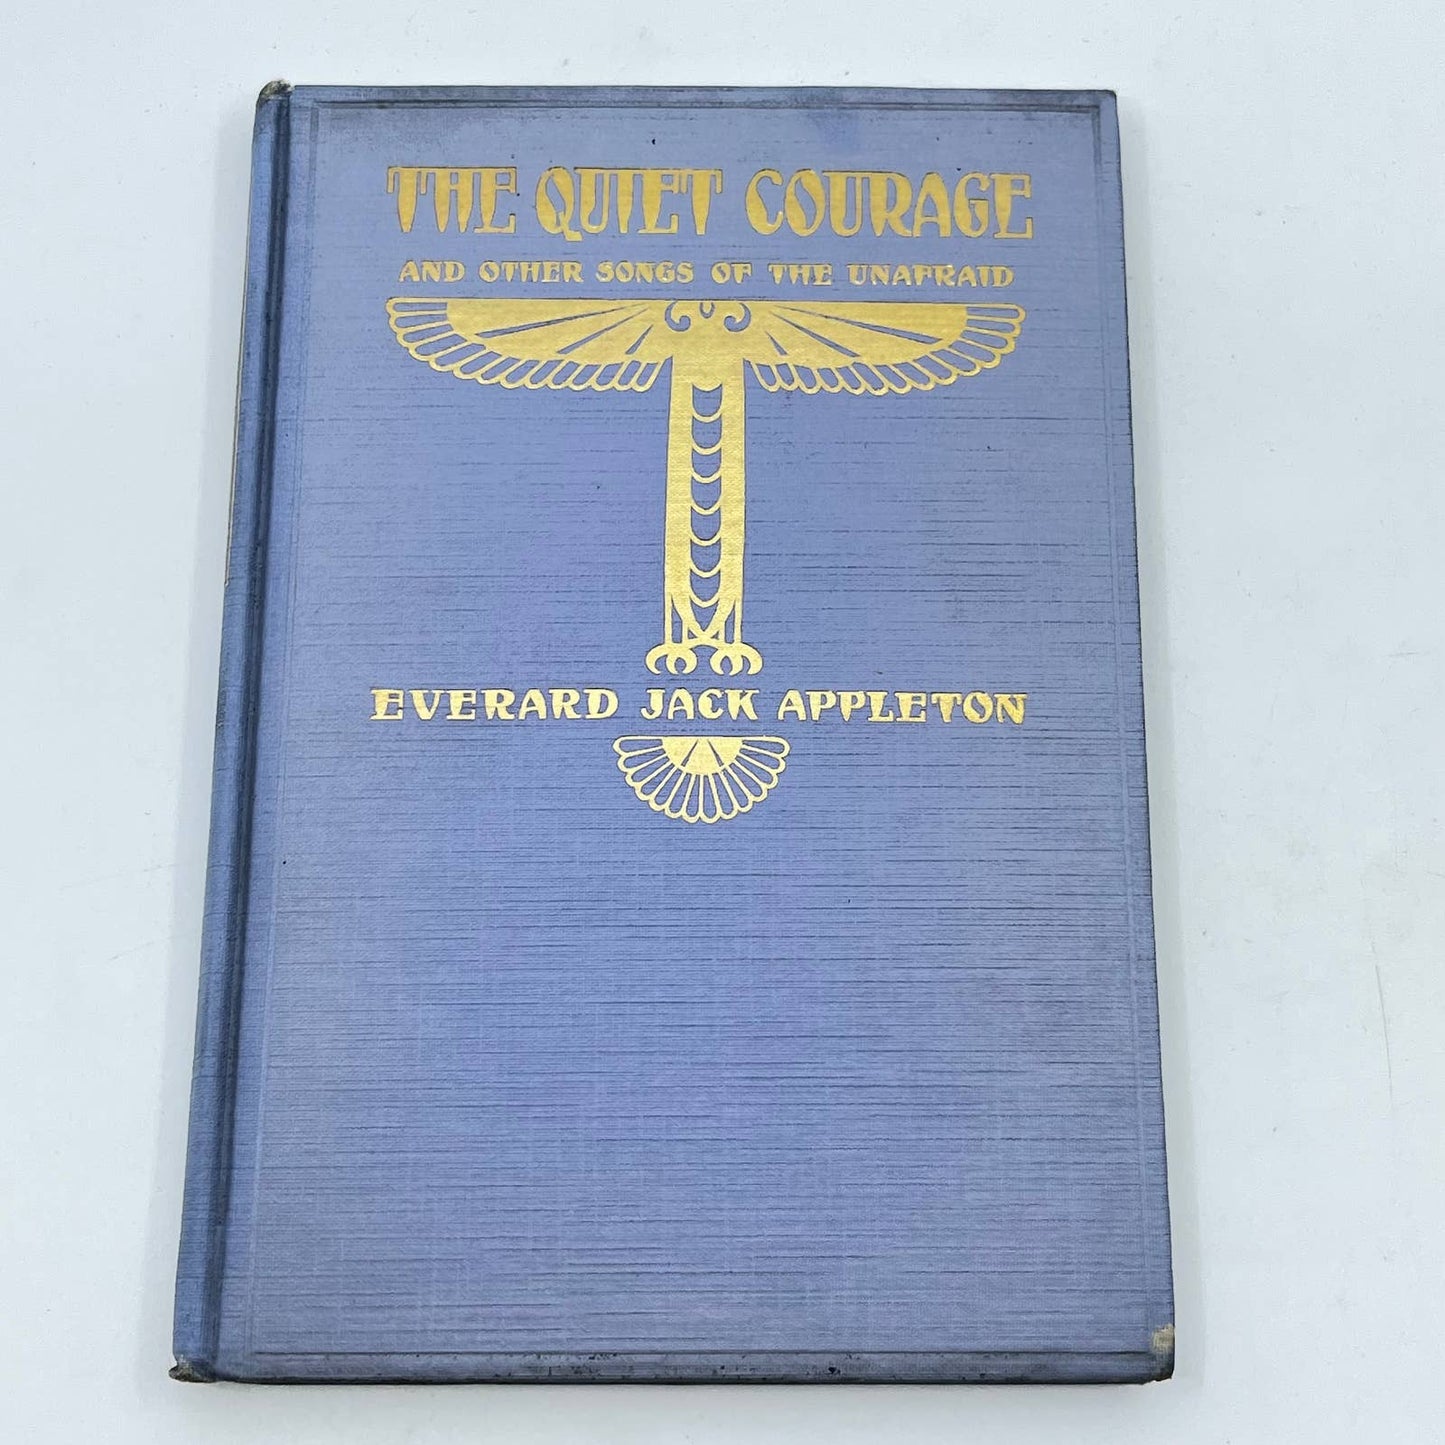 THE QUIET COURAGE
AND OTHER SONGS OF THE UNAFRAID
EVERARD JACK APPLETON